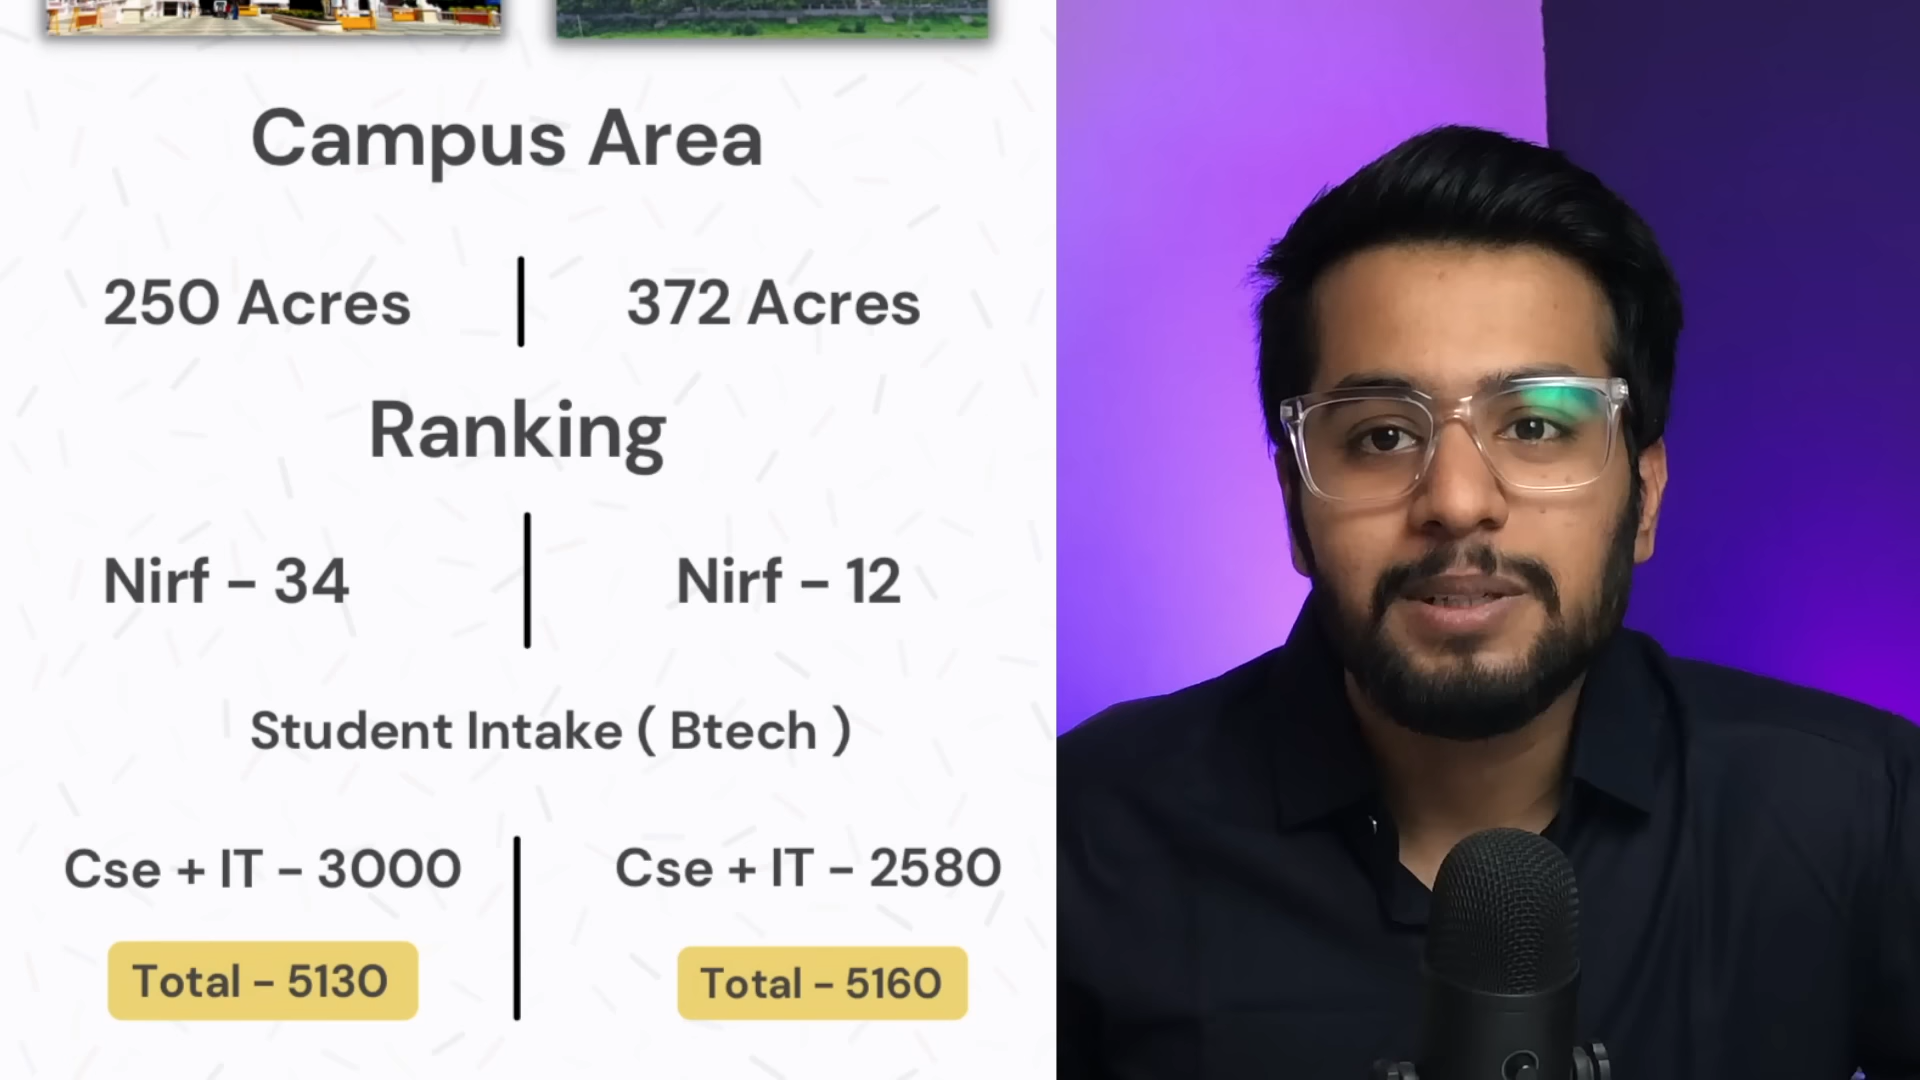 Campus Area
250 Acres
372 Acres
Ranking
Nirf - 34
Nirf - 12
Student Intake ( Btech )
Cse + IT - 3000
Cse + IT - 2580
Total - 5130
Total - 5160